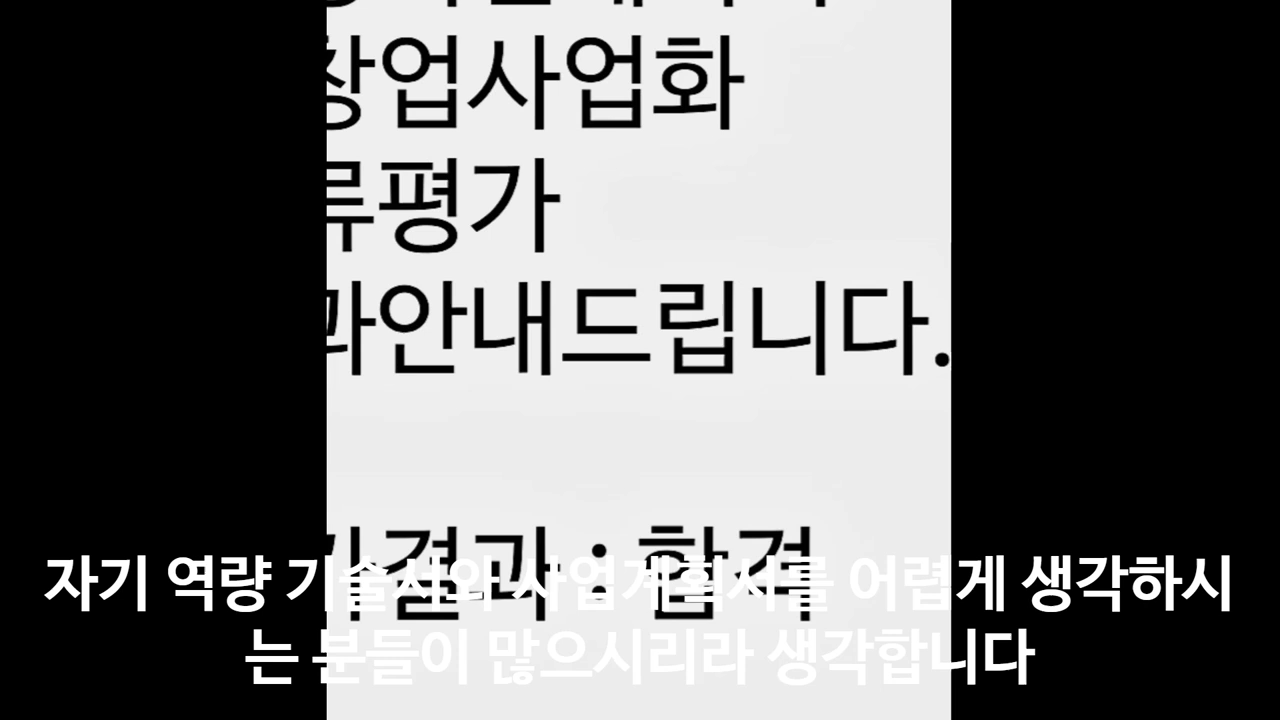 창업사업화
류평가
과안내드립니다.
결과 : 합격
자기 역량 기술서와 사업계획서를 어렵게 생각하시
는 분들이 많으시리라 생각합니다